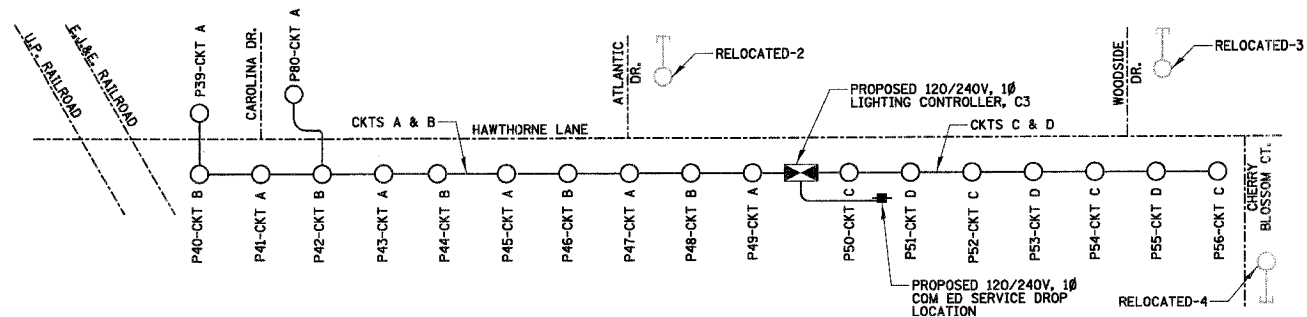 U.P. RAILROAD
E.J.&E. RAILROAD
P39-CKT A
CAROLINA DR.
P80-CKT A
ATLANTIC
DR.
RELOCATED-2
PROPOSED 120/240V, 1Ø
LIGHTING CONTROLLER, C3
WOODSIDE
DR.
RELOCATED-3
CKTS A & B
HAWTHORNE LANE
CKTS C & D
P40-CKT B
P41-CKT A
P42-CKT B
P43-CKT A
P44-CKT B
P45-CKT A
P46-CKT B
P47-CKT A
P48-CKT B
P49-CKT A
P50-CKT C
P51-CKT D
P52-CKT C
P53-CKT D
P54-CKT C
P55-CKT D
P56-CKT C
CHERRY
BLOSSOM CT.
PROPOSED 120/240V, 1Ø
COM ED SERVICE DROP
LOCATION
RELOCATED-4